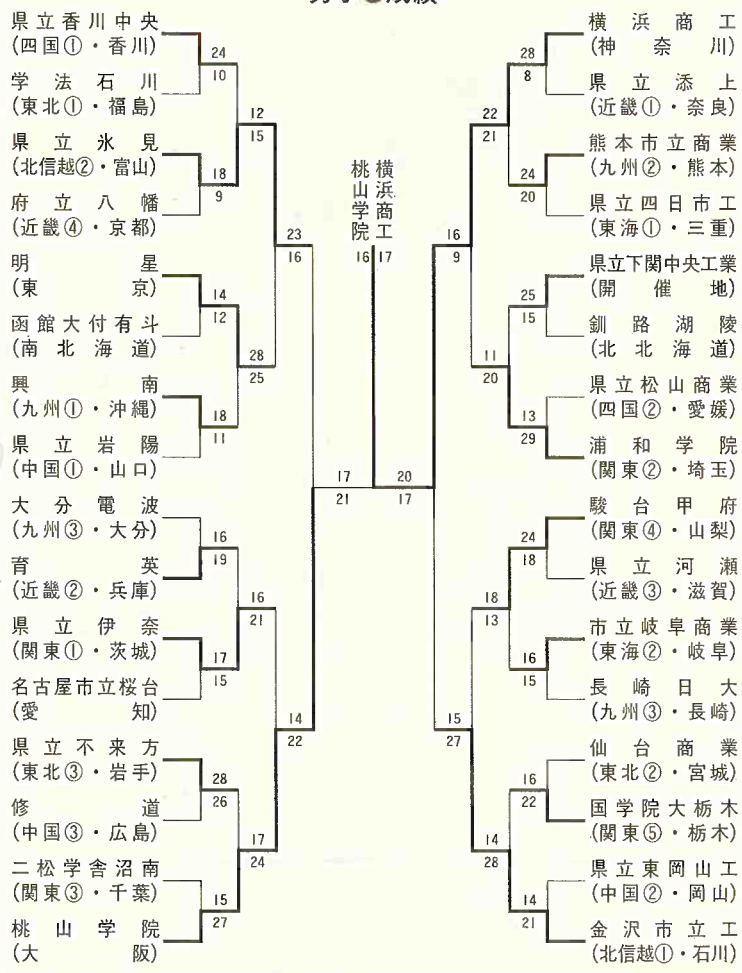 県立香川中央
(四国①・香川)
24
10
学法石川
(東北①・福島)
12
15
県立氷見
(北信越②・富山)
18
9
府立八幡
(近畿④・京都)
23
16
明星
(東京)
14
12
函館大付有斗
(南北海道)
28
25
興南
(九州①・沖縄)
18
11
県立岩陽
(中国①・山口)
17
21
大分電波
(九州③・大分)
16
19
育英
(近畿②・兵庫)
16
21
県立伊奈
(関東①・茨城)
17
15
名古屋市立桜台
(愛知)
14
22
県立不来方
(東北③・岩手)
28
26
修道
(中国③・広島)
17
24
二松学舎沼南
(関東③・千葉)
15
27
桃山学院
(大阪)
横浜商工
桃山学院
16 17
20
17
横浜商工
(神奈川)
28
8
県立添上
(近畿①・奈良)
22
21
熊本市立商業
(九州②・熊本)
24
20
県立四日市工
(東海①・三重)
16
9
県立下関中央工業
(開催地)
25
15
釧路湖陵
(北北海道)
11
20
県立松山商業
(四国②・愛媛)
13
29
浦和学院
(関東②・埼玉)
駿台甲府
(関東④・山梨)
24
18
県立河瀬
(近畿③・滋賀)
18
13
市立岐阜商業
(東海②・岐阜)
16
15
長崎日大
(九州③・長崎)
15
27
仙台商業
(東北②・宮城)
16
22
国学院大栃木
(関東⑤・栃木)
14
28
県立東岡山工
(中国②・岡山)
14
21
金沢市立工
(北信越①・石川)